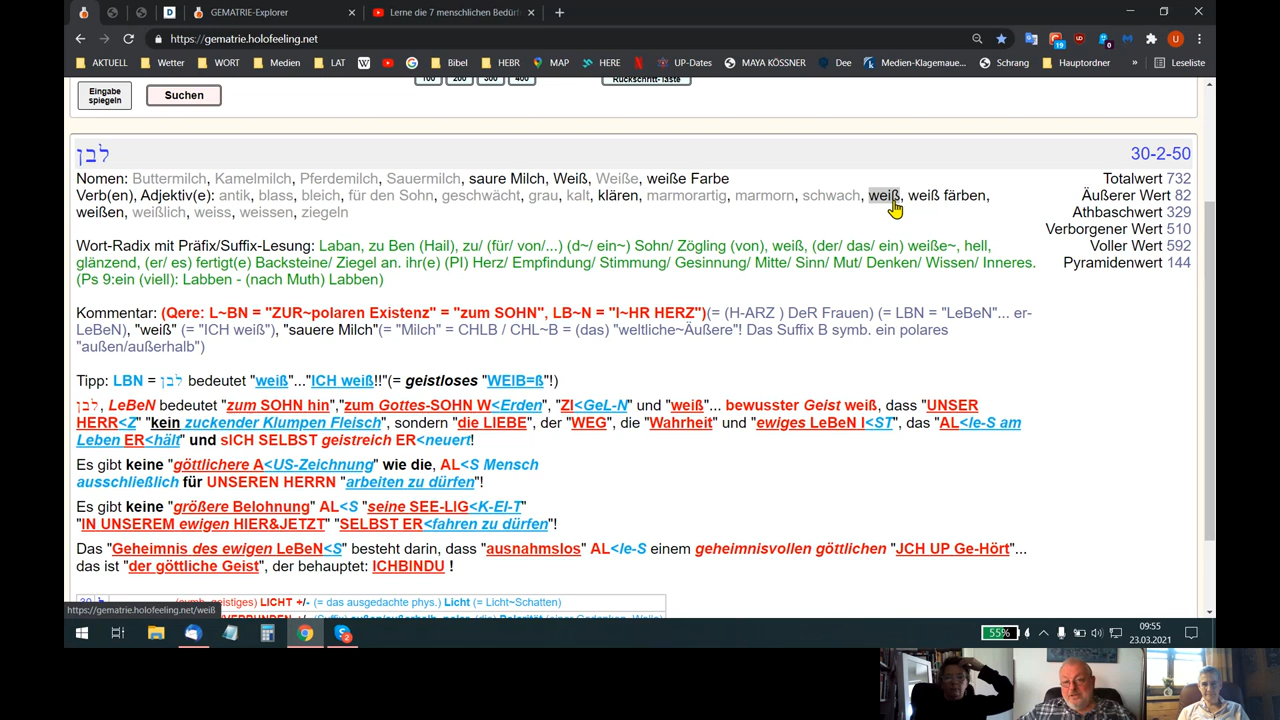 GEMATRIE-Explorer
Lerne die 7 menschlichen Bedürf
https://gematrie.holofeeling.net
AKTUELL Wetter WORT Medien LAT Bibel HEBR MAP HERE UP-Dates MAYA KÖSSNER Dee Medien-Klagemaue... Schrang Hauptordner » Leseliste
100 200 300 400
Rückschritt-Taste
Eingabe
spiegeln
Suchen
לבן 30-2-50
Nomen: Buttermilch, Kamelmilch, Pferdemilch, Sauermilch, saure Milch, Weiß, Weiße, weiße Farbe
Totalwert 732
Verb(en), Adjektiv(e): antik, blass, bleich, für den Sohn, geschwächt, grau, kalt, klären, marmorartig, marmorn, schwach, weiß, weiß färben,
Äußerer Wert 82
weißen, weißlich, weiss, weissen, ziegeln
Athbaschwert 329
Verborgener Wert 510
Wort-Radix mit Präfix/Suffix-Lesung: Laban, zu Ben (Hail), zu/ (für/ von/...) (d~/ ein~) Sohn/ Zögling (von), weiß, (der/ das/ ein) weiße~, hell,
Voller Wert 592
glänzend, (er/ es) fertigt(e) Backsteine/ Ziegel an. ihr(e) (PI) Herz/ Empfindung/ Stimmung/ Gesinnung/ Mitte/ Sinn/ Mut/ Denken/ Wissen/ Inneres.
Pyramidenwert 144
(Ps 9:ein (viel): Labben - (nach Muth) Labben)
Kommentar: (Qere: L~BN = "ZUR~polaren Existenz" = "zum SOHN", LB~N = "I~HR HERZ")(= (H-ARZ ) DeR Frauen) (= LBN = "LeBeN"... er-
LeBeN), "weiß" (= "ICH weiß"), "sauere Milch"(= "Milch" = CHLB / CHL~B = (das) "weltliche~Äußere"! Das Suffix B symb. ein polares
"außen/außerhalb")
Tipp: LBN = לבן bedeutet "weiß"..."ICH weiß!!"(= geistloses "WEIB=ß"!)
לבן, LeBeN bedeutet "zum SOHN hin","zum Gottes-SOHN W<Erden", "ZI<GeL-N" und "weiß"... bewusster Geist weiß, dass "UNSER
HERR<Z" "kein zuckender Klumpen Fleisch", sondern "die LIEBE", der "WEG", die "Wahrheit" und "ewiges LeBeN I<ST", das "AL<le-S am
Leben ER<hält" und sICH SELBST geistreich ER<neuert!
Es gibt keine "göttlichere A<US-Zeichnung" wie die, AL<S Mensch
ausschließlich für UNSEREN HERRN "arbeiten zu dürfen"!
Es gibt keine "größere Belohnung" AL<S "seine SEE-LIG<K-EI-T"
"IN UNSEREM ewigen HIER&JETZT" "SELBST ER<fahren zu dürfen"!
Das "Geheimnis des ewigen LeBeN<S" besteht darin, dass "ausnahmslos" AL<le-S einem geheimnisvollen göttlichen "JCH UP Ge-Hört"...
das ist "der göttliche Geist", der behauptet: ICHBINDU !
(symb. geistiges) LICHT +/- (= das ausgedachte phys.) Licht (= Licht~Schatten)
https://gematrie.holofeeling.net/weiß
55%
09:55
23.03.2021